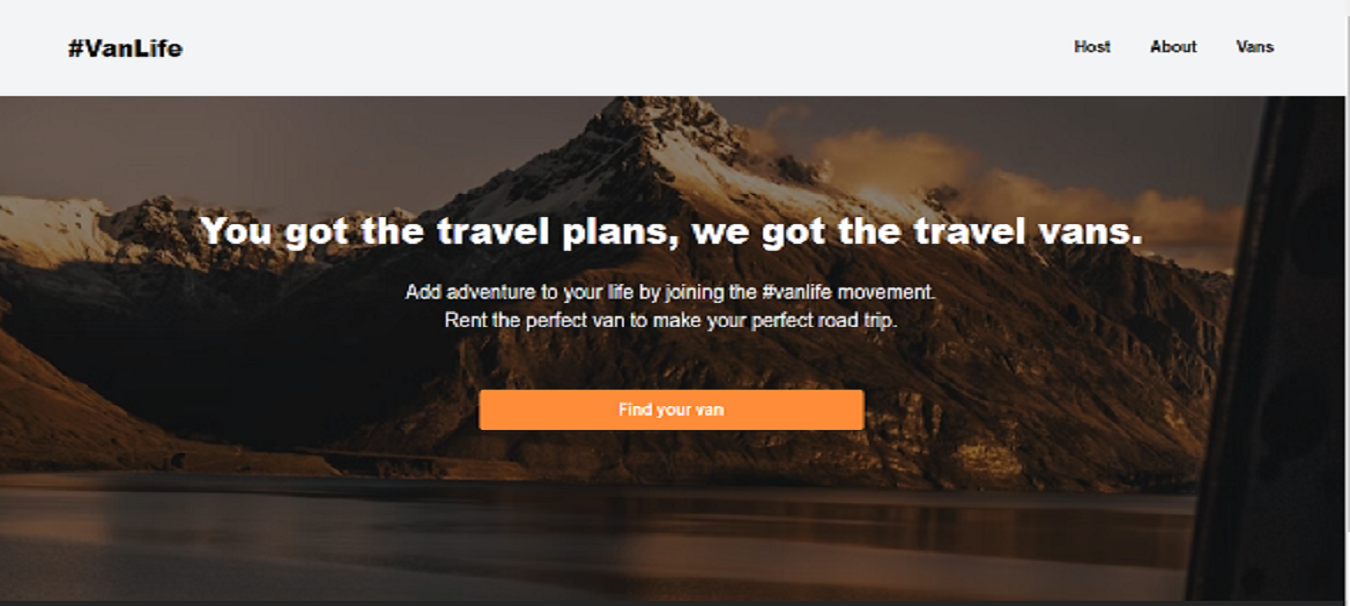 #VanLife
Host About Vans
You got the travel plans, we got the travel vans.
Add adventure to your life by joining the #vanlife movement.
Rent the perfect van to make your perfect road trip.
Find your van